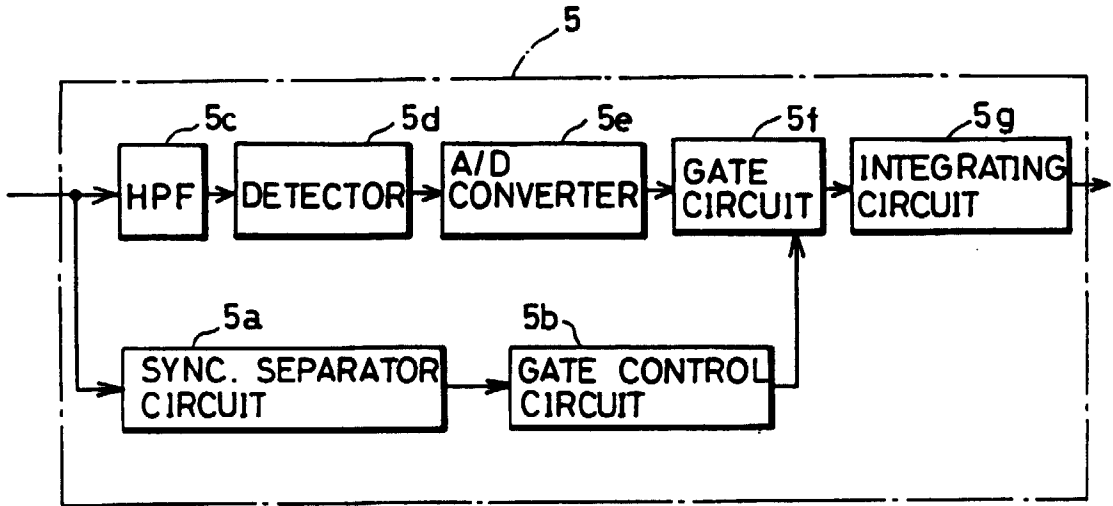 5
5c
5d
5e
5f
5g
HPF
DETECTOR
A/D
CONVERTER
GATE
CIRCUIT
INTEGRATING
CIRCUIT
5a
5b
SYNC. SEPARATOR
CIRCUIT
GATE CONTROL
CIRCUIT